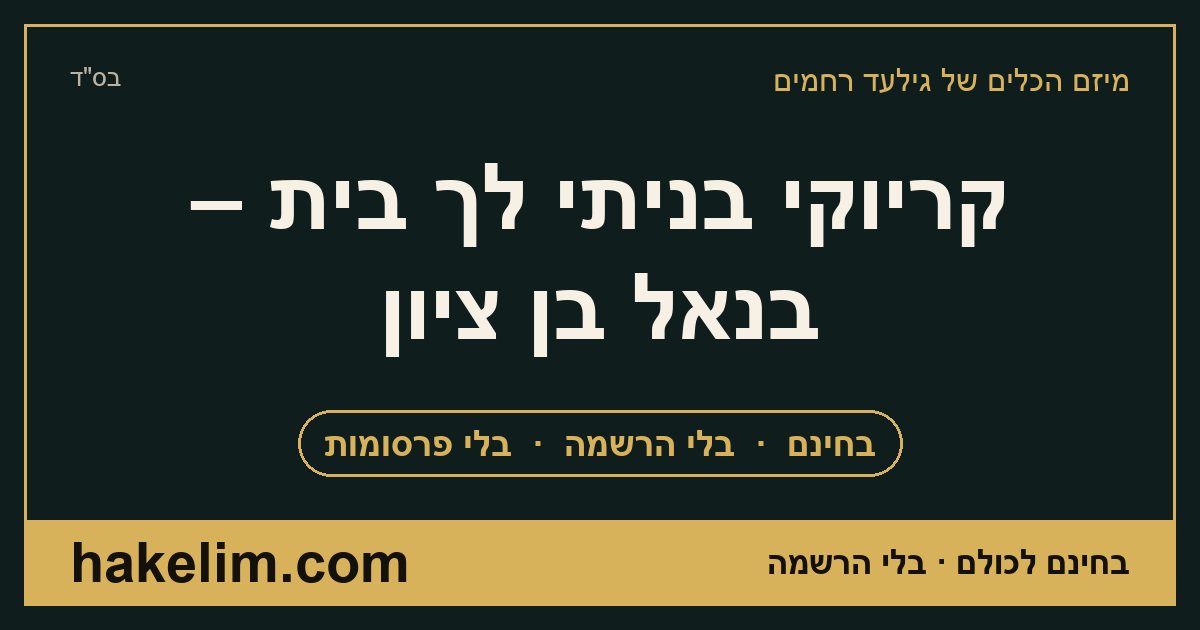 בס"ד
מיזם הכלים של גילעד רחמים
קריוקי בניתי לך בית –
בנאל בן ציון
בחינם · בלי הרשמה · בלי פרסומות
בחינם לכולם · בלי הרשמה
hakelim.com